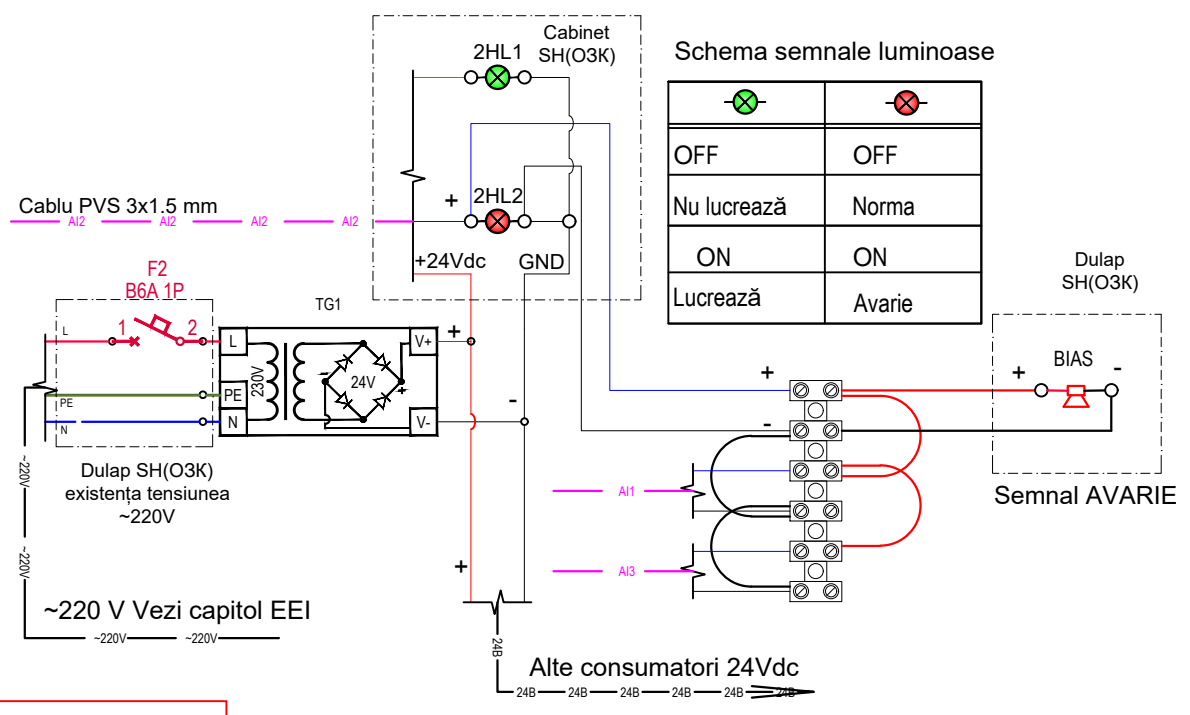 Cabinet
SH(ОЗК)
2HL1
Schema semnale luminoase
OFF
OFF
Nu lucrează
Norma
ON
ON
Lucrează
Avarie
+
2HL2
+24Vdc
GND
Cablu PVS 3x1.5 mm
AI2
AI2
AI2
AI2
F2
B6A 1P
L
1
2
PE
N
TG1
L
PE
N
230V
24V
-
+
V+
V-
+
-
+
Dulap SH(ОЗК)
existența tensiunea
~220V
~220V
~220V
~220 V Vezi capitol EEI
~220V
~220V
24B
Alte consumatori 24Vdc
24B
24B
24B
24B
24B
24B
+
-
AI1
AI3
Dulap
SH(ОЗК)
BIAS
+
-
Semnal AVARIE